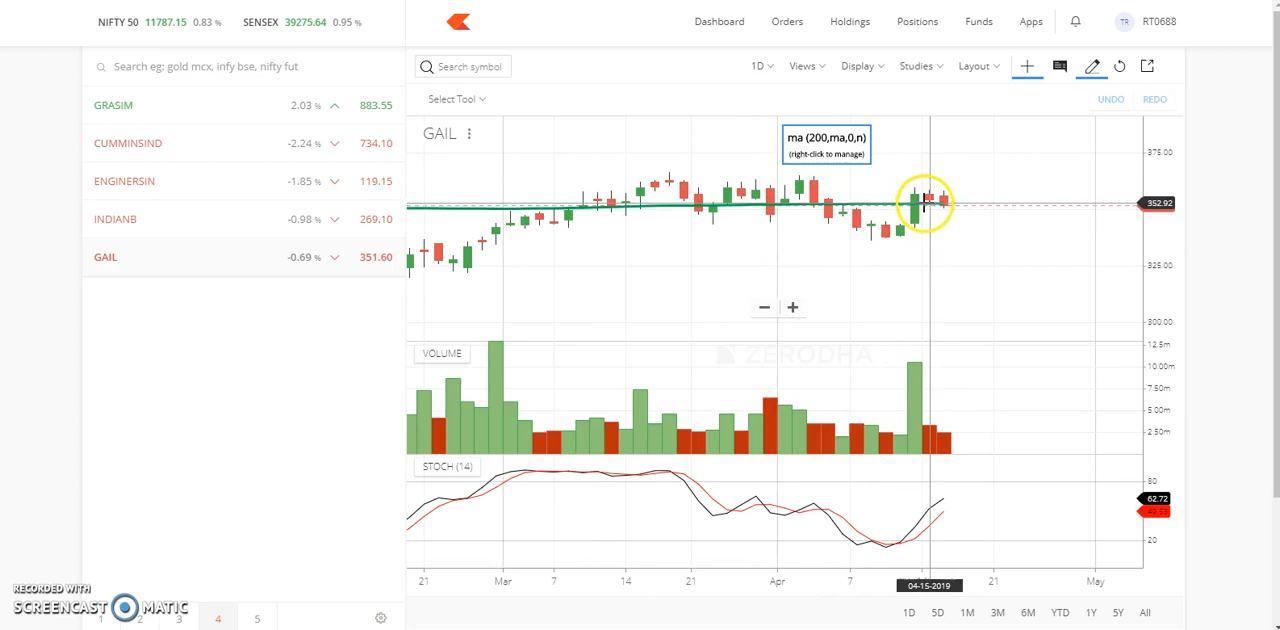 NIFTY 50 11787.15 0.83 % SENSEX 39275.64 0.95 %
Dashboard Orders Holdings Positions Funds Apps TR RT0688
Search eg: gold mcx, infy bse, nifty fut
GRASIM 2.03 % 883.55
CUMMINSIND -2.24 % 734.10
ENGINERSIN -1.85 % 119.15
INDIANB -0.98 % 269.10
GAIL -0.69 % 351.60
1 2 3 4 5
Search symbol 1D Views Display Studies Layout
Select Tool UNDO REDO
GAIL
ma (200,ma,0,n)
(right-click to manage)
375.00
352.92
325.00
300.00
VOLUME
ZERODHA
12.5m
10.00m
7.50m
5.00m
2.50m
STOCH (14)
80
62.72
49.53
20
21 Mar 7 14 21 Apr 7 21 May
04-15-2019
1D 5D 1M 3M 6M YTD 1Y 5Y All
RECORDED WITH
SCREENCAST MATIC